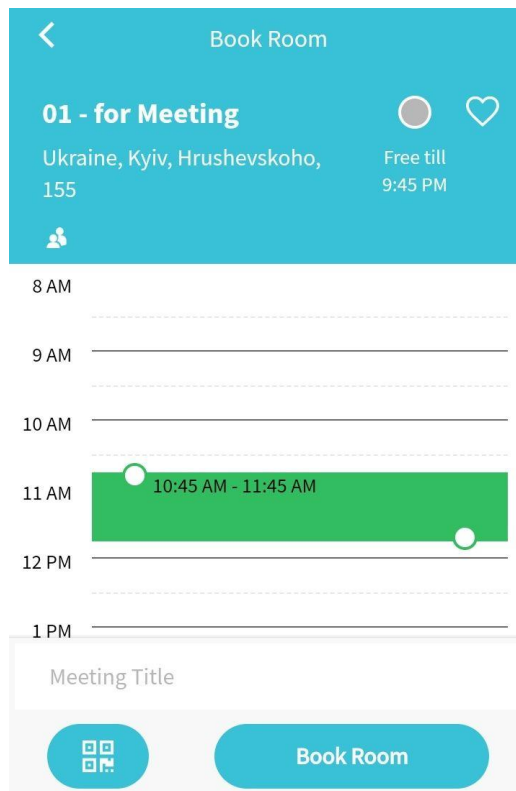 Book Room
01 - for Meeting
Ukraine, Kyiv, Hrushevskoho,
155
Free till
9:45 PM
8 AM
9 AM
10 AM
10:45 AM - 11:45 AM
11 AM
12 PM
1 PM
Meeting Title
Book Room